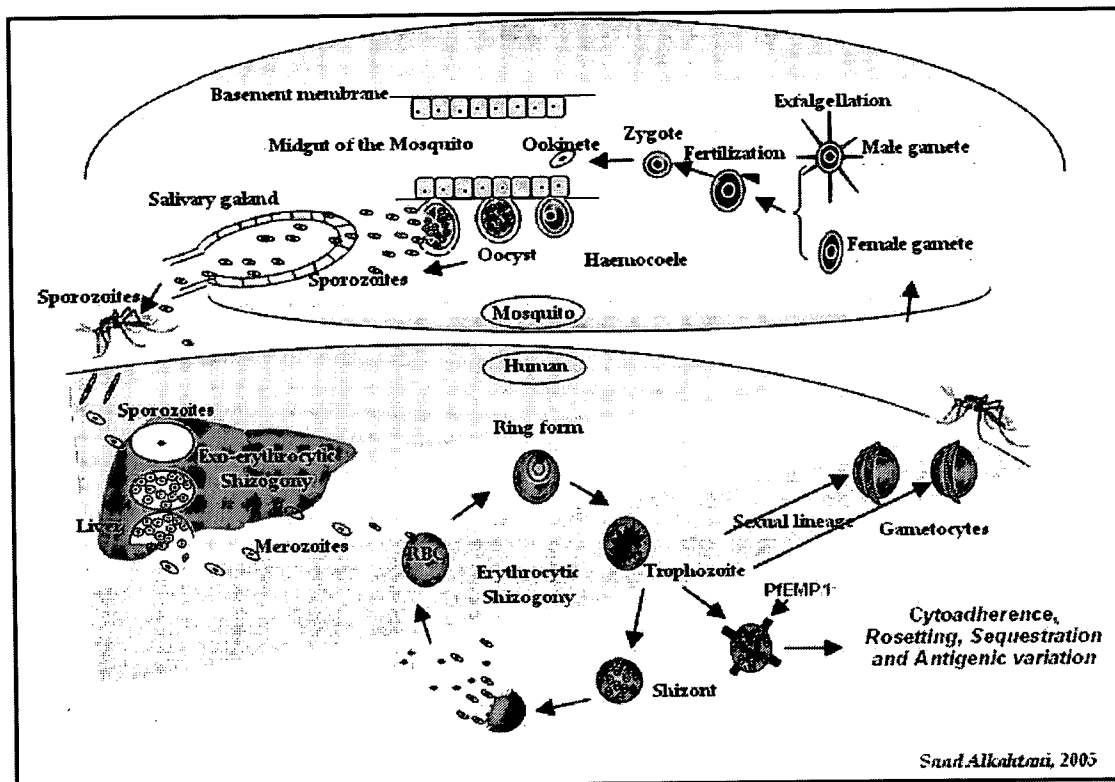 Basement membrane
Exfalgellation
Midgut of the Mosquito
Ookinete
Zygote
Fertilization
Male gamete
Salivary galand
Oocyst
Haemocoele
Female gamete
Sporozoites
Sporozoites
Mosquito
Human
Sporozoites
Ring form
Exo-erythrocytic
Shizogony
Liver
Merozoites
RBC
Erythrocytic
Shizogony
Trophozoite
Sexual lineage
Gametocytes
PfEMP1
Cytoadherence,
Rosetting, Sequestration
and Antigenic variation
Shizont
Saad Alkahtani, 2005